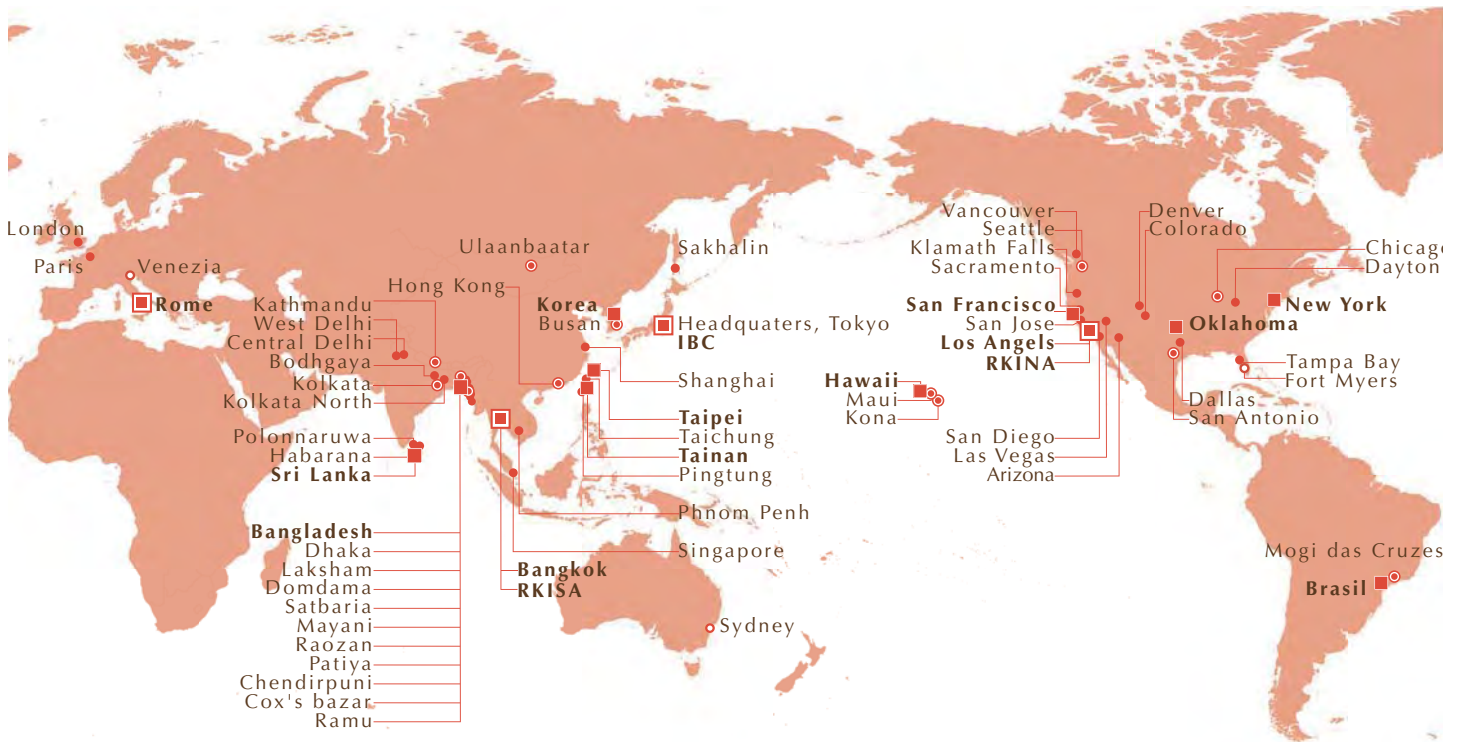 London
Paris
Venezia
Rome
Ulaanbaatar
Sakhalin
Hong Kong
Kathmandu
West Delhi
Central Delhi
Bodhgaya
Kolkata
Kolkata North
Polonnaruwa
Habarana
Sri Lanka
Bangladesh
Dhaka
Laksham
Domdama
Satbaria
Mayani
Raozan
Patiya
Chendirpuni
Cox's bazar
Ramu
Korea
Busan
Headquaters, Tokyo
IBC
Shanghai
Taipei
Taichung
Tainan
Pingtung
Phnom Penh
Singapore
Bangkok
RKISA
Sydney
Hawaii
Maui
Kona
Vancouver
Seattle
Klamath Falls
Sacramento
San Francisco
San Jose
Los Angels
RKINA
San Diego
Las Vegas
Arizona
Denver
Colorado
Chicago
Dayton
New York
Oklahoma
Tampa Bay
Fort Myers
Dallas
San Antonio
Mogi das Cruzes
Brasil